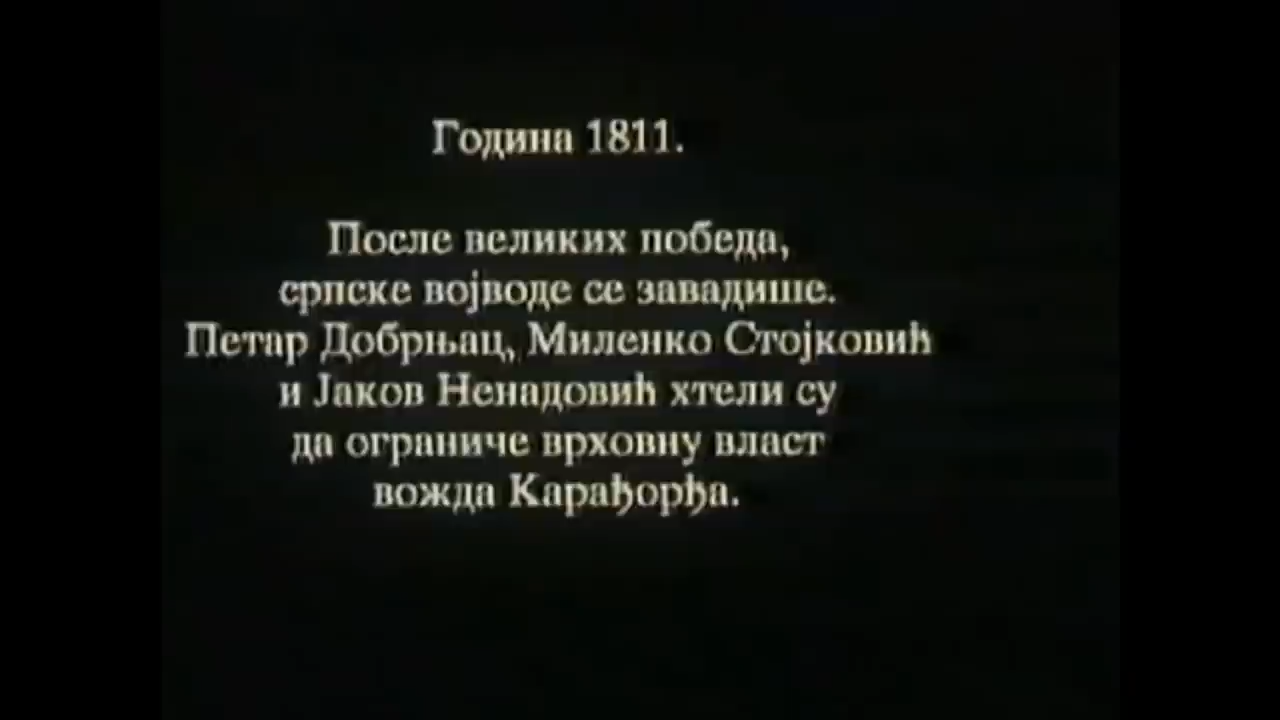 Година 1811.
После великих победа,
српске војводе се завадише.
Петар Добрњац, Миленко Стојковић
и Јаков Ненадовић хтели су
да ограниче врховну власт
вожда Карађорђа.